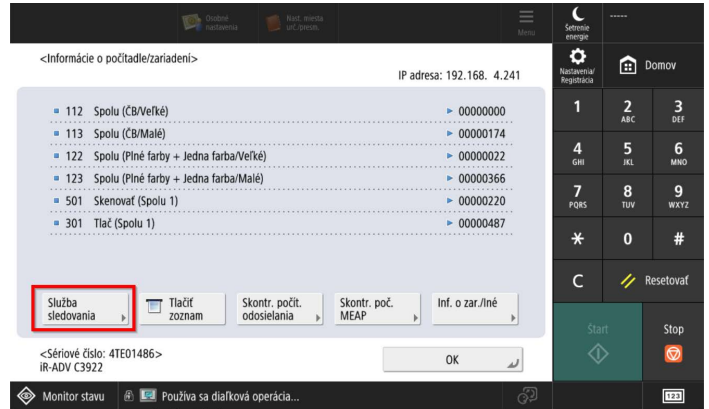 Osobné
nastavenia
Nast. miesta
urč./presm.
Menu
Šetrenie
energie
-----
<Informácie o počítadle/zariadení>
IP adresa: 192.168. 4.241
Nastavenia/
Registrácia
Domov
112 Spolu (ČB/Veľké) 00000000
113 Spolu (ČB/Malé) 00000174
122 Spolu (Plné farby + Jedna farba/Veľké) 00000022
123 Spolu (Plné farby + Jedna farba/Malé) 00000366
501 Skenovať (Spolu 1) 00000220
301 Tlač (Spolu 1) 00000487
1
2
ABC
3
DEF
4
GHI
5
JKL
6
MNO
7
PQRS
8
TUV
9
WXYZ
* 0 #
C Resetovať
Služba
sledovania
Tlačiť
zoznam
Skontr. počít.
odosielania
Skontr. poč.
MEAP
Inf. o zar./Iné
Štart
Stop
<Sériové číslo: 4TE01486>
iR-ADV C3922
OK
Monitor stavu
Používa sa diaľková operácia...
123